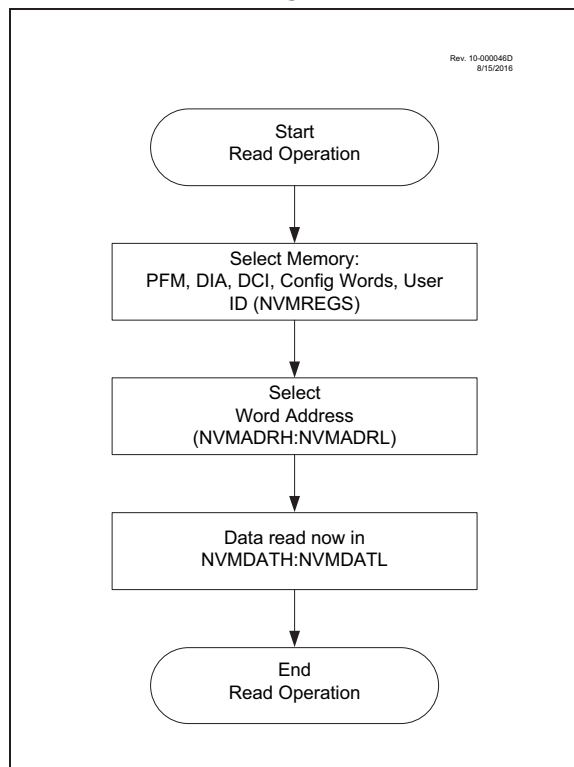 Rev. 10-000046D
8/15/2016
Start
Read Operation
Select Memory:
PFM, DIA, DCI, Config Words, User
ID (NVMREGS)
Select
Word Address
(NVMADRH:NVMADRL)
Data read now in
NVMDATH:NVMDATL
End
Read Operation